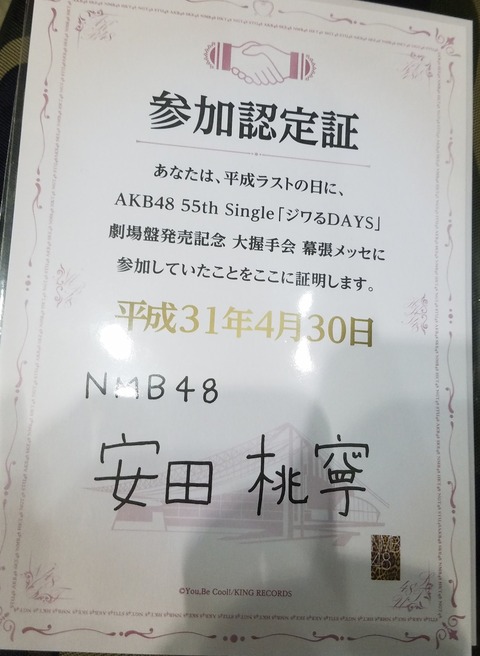 参加認定証
あなたは、平成ラストの日に、
AKB48 55th Single「ジワるDAYS」
劇場盤発売記念 大握手会 幕張メッセに
参加していたことをここに証明します。
平成31年4月30日
NMB48
安田 桃寧
©You,Be Cool!/KING RECORDS